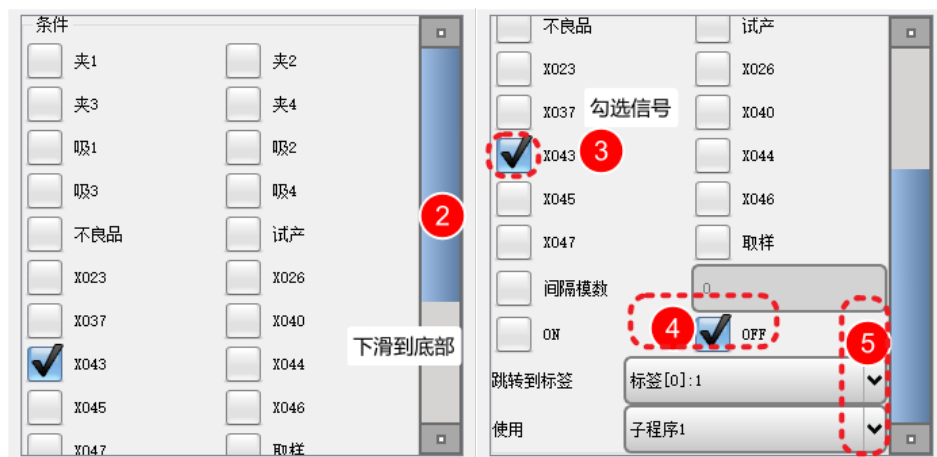 条件
夹1 夹2
夹3 夹4
吸1 吸2
吸3 吸4
不良品 试产
2
X023 X026
X037 X040
下滑到底部
X043 X044
X045 X046
X047 取样
不良品 试产
X023 X026
X037 勾选信号 X040
X043 3 X044
X045 X046
X047 取样
间隔模数 0
ON 4 OFF 5
跳转到标签 标签[0]:1
使用 子程序1